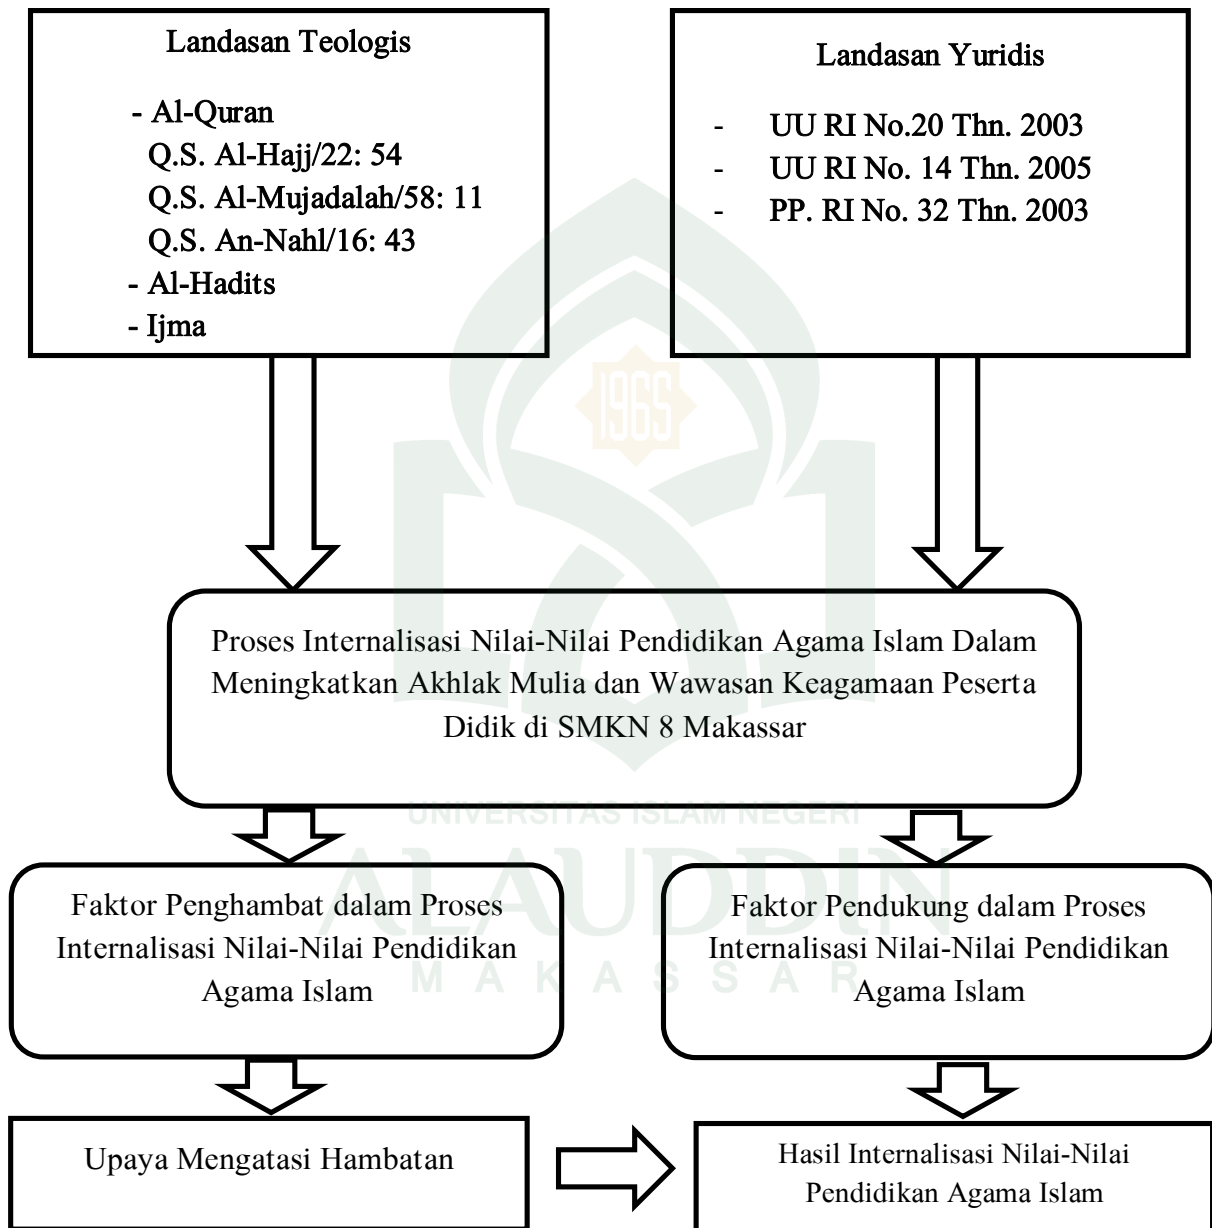 Landasan Teologis
- Al-Quran
Q.S. Al-Hajj/22: 54
Q.S. Al-Mujadalah/58: 11
Q.S. An-Nahl/16: 43
- Al-Hadits
- Ijma
Landasan Yuridis
- UU RI No.20 Thn. 2003
- UU RI No. 14 Thn. 2005
- PP. RI No. 32 Thn. 2003
1965
Proses Internalisasi Nilai-Nilai Pendidikan Agama Islam Dalam
Meningkatkan Akhlak Mulia dan Wawasan Keagamaan Peserta
Didik di SMKN 8 Makassar
UNIVERSITAS ISLAM NEGERI
ALAUDDIN
MAKASSAR
Faktor Penghambat dalam Proses
Internalisasi Nilai-Nilai Pendidikan
Agama Islam
Faktor Pendukung dalam Proses
Internalisasi Nilai-Nilai Pendidikan
Agama Islam
Upaya Mengatasi Hambatan
Hasil Internalisasi Nilai-Nilai
Pendidikan Agama Islam